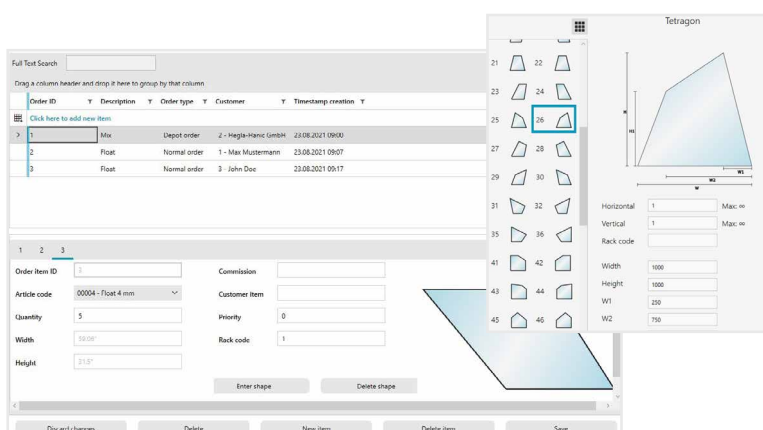 Full Text Search
Drag a column header and drop it here to group by that column
Order ID Description Order type Customer Timestamp creation
Click here to add new item
1 Mix Depot order 2 - Hegla-Hanic GmbH 23.08.2021 09:00
2 Float Normal order 1 - Max Mustermann 23.08.2021 09:07
3 Float Normal order 3 - John Doe 23.08.2021 09:17
1 2 3
Order item ID 3 Commission
Article code 00004 - Float 4 mm Customer item
Quantity 5 Priority 0
Width 59.06" Rack code 1
Height 31.5"
Enter shape Delete shape
Discard changes Delete New item Delete item Save
Tetragon
21 22
23 24
25 26
27 28
29 30
31 32
35 36
41 42
43 44
45 46
H
H1
W1
W2
W
Horizontal 1 Max: ∞
Vertical 1 Max: ∞
Rack code
Width 1000
Height 1000
W1 250
W2 750